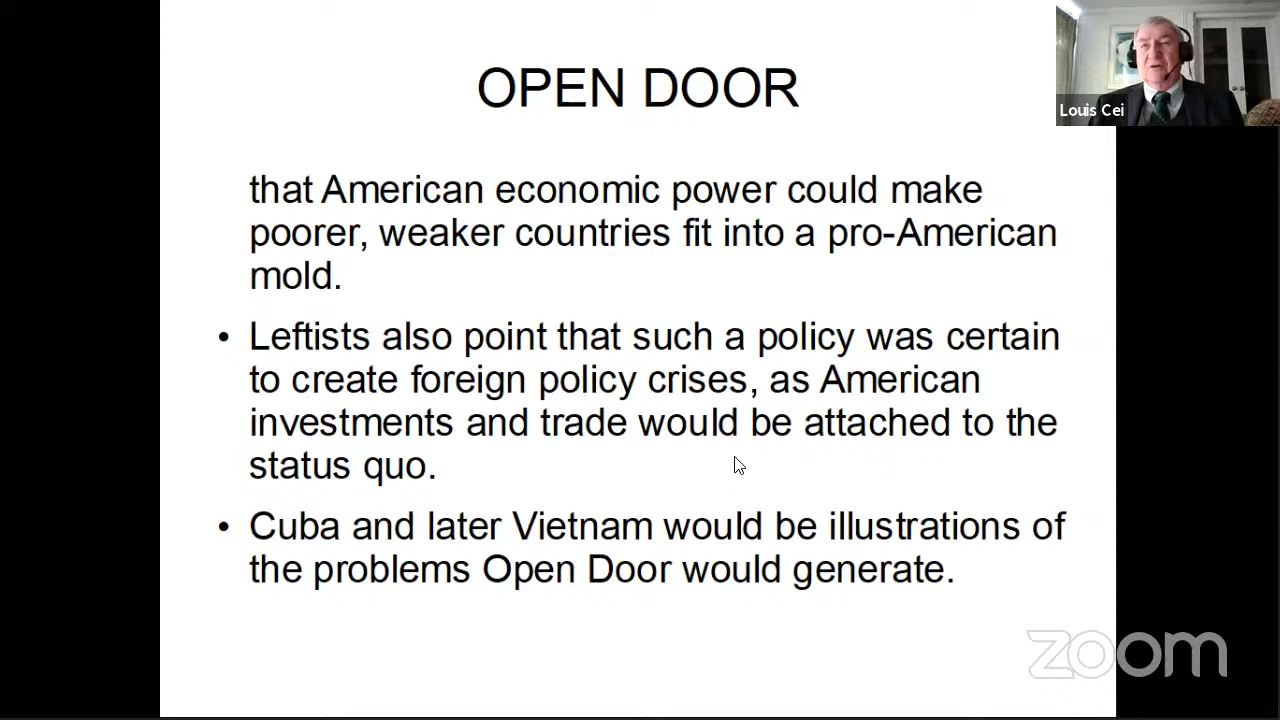 OPEN DOOR
Louis Cei
that American economic power could make
poorer, weaker countries fit into a pro-American
mold.
• Leftists also point that such a policy was certain
to create foreign policy crises, as American
investments and trade would be attached to the
status quo.
• Cuba and later Vietnam would be illustrations of
the problems Open Door would generate.
zoom